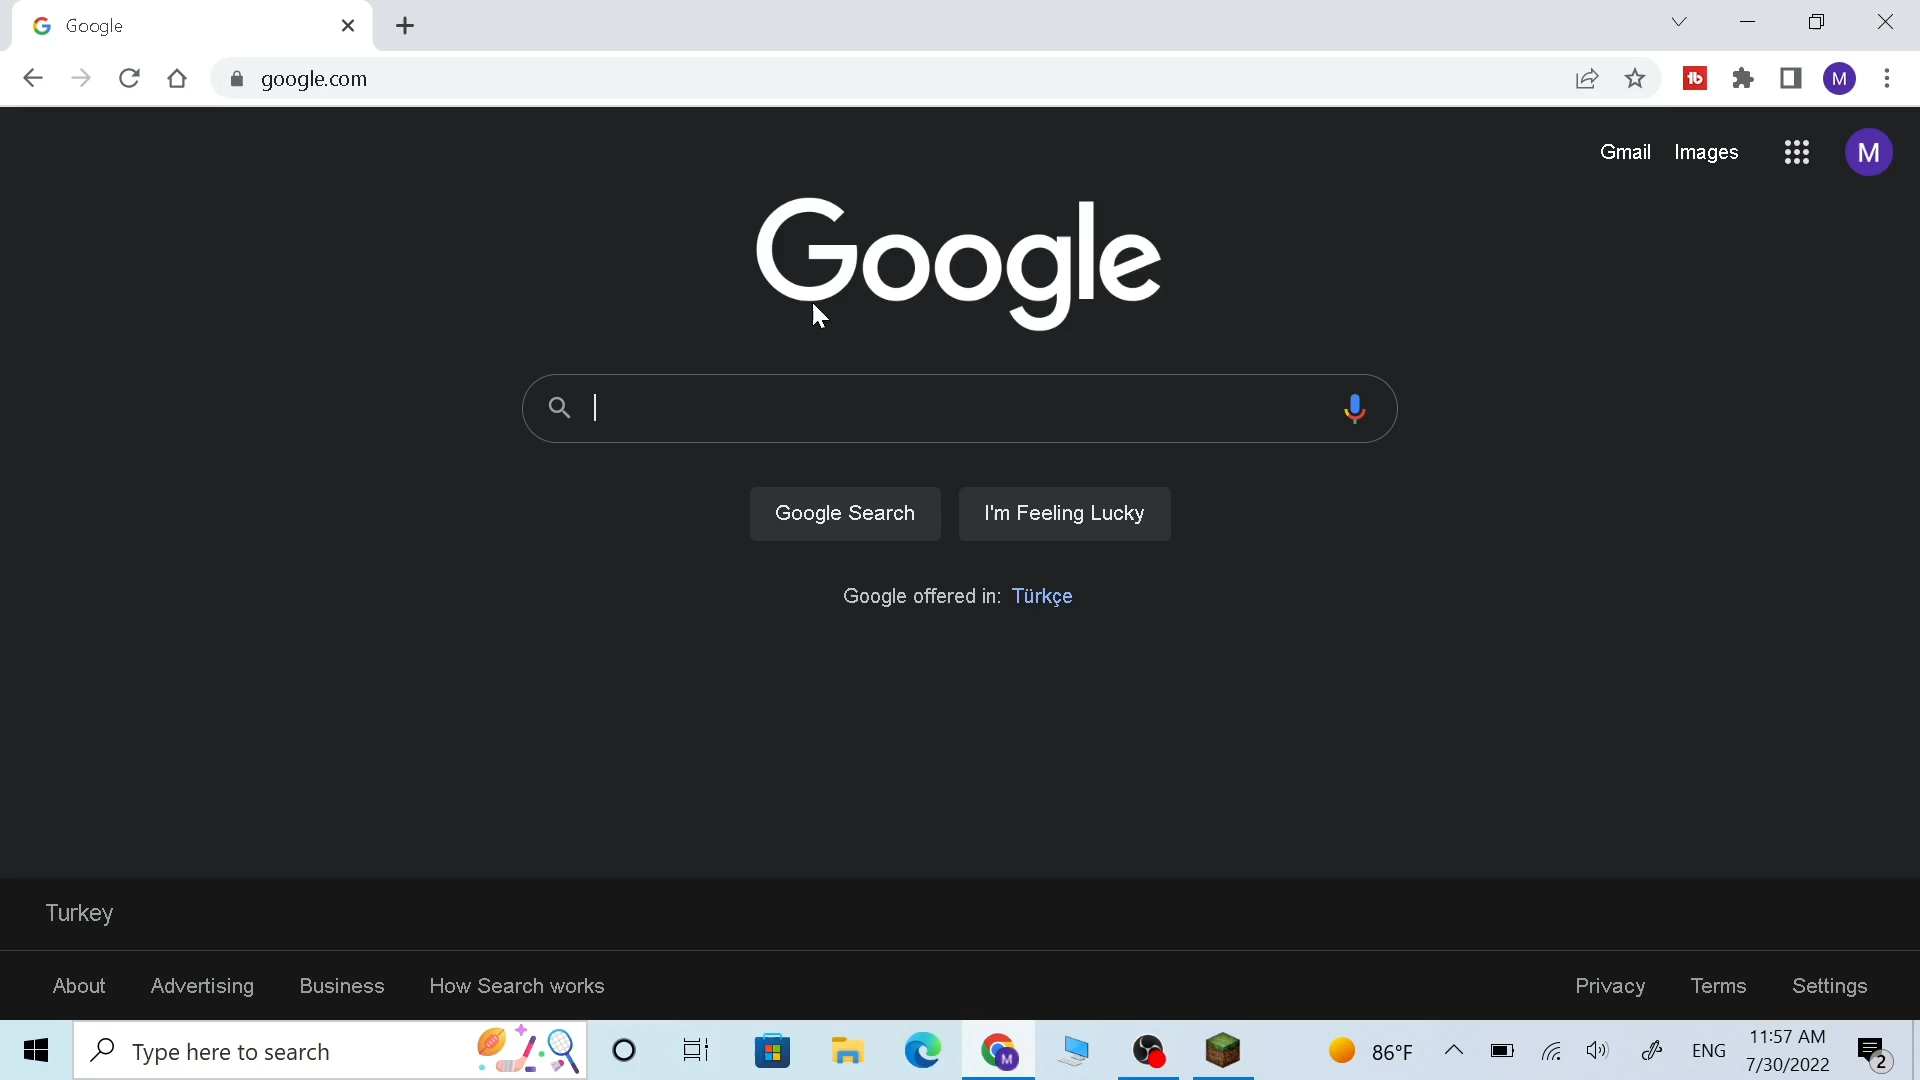 Google
google.com
M
Gmail Images M
Google
Google Search I'm Feeling Lucky
Google offered in: Türkçe
Turkey
About Advertising Business How Search works Privacy Terms Settings
Type here to search M 86°F ENG 11:57 AM
7/30/2022 2